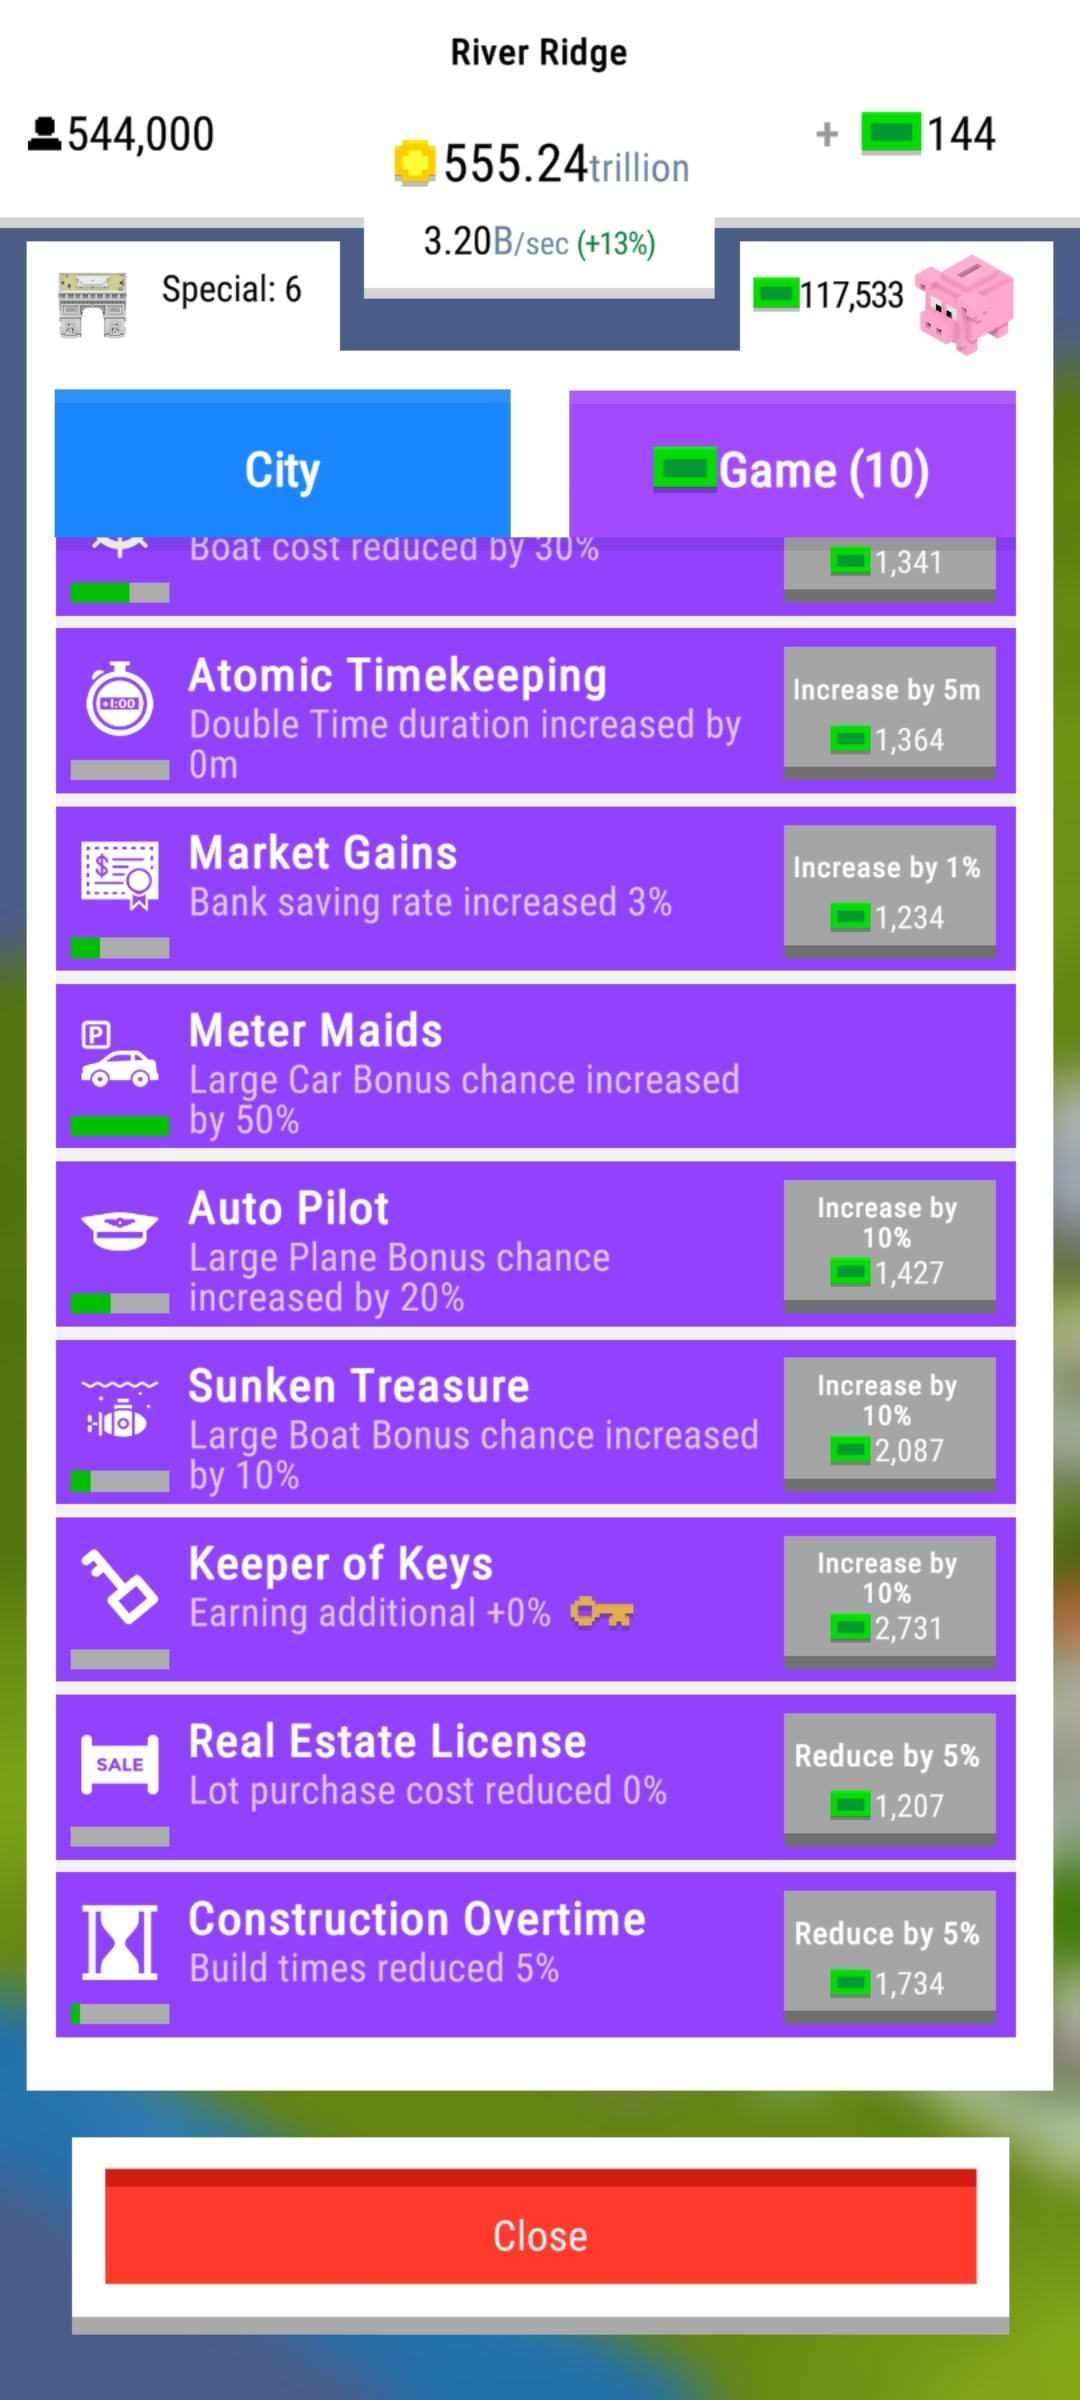 River Ridge
544,000
555.24trillion
+ 144
3.20B/sec (+13%)
Special: 6
117,533
City
Game (10)
Boat cost reduced by 30%
1,341
Atomic Timekeeping
Double Time duration increased by
0m
Increase by 5m
1,364
Market Gains
Bank saving rate increased 3%
Increase by 1%
1,234
Meter Maids
Large Car Bonus chance increased
by 50%
Auto Pilot
Large Plane Bonus chance
increased by 20%
Increase by
10%
1,427
Sunken Treasure
Large Boat Bonus chance increased
by 10%
Increase by
10%
2,087
Keeper of Keys
Earning additional +0%
Increase by
10%
2,731
SALE
Real Estate License
Lot purchase cost reduced 0%
Reduce by 5%
1,207
Construction Overtime
Build times reduced 5%
Reduce by 5%
1,734
Close